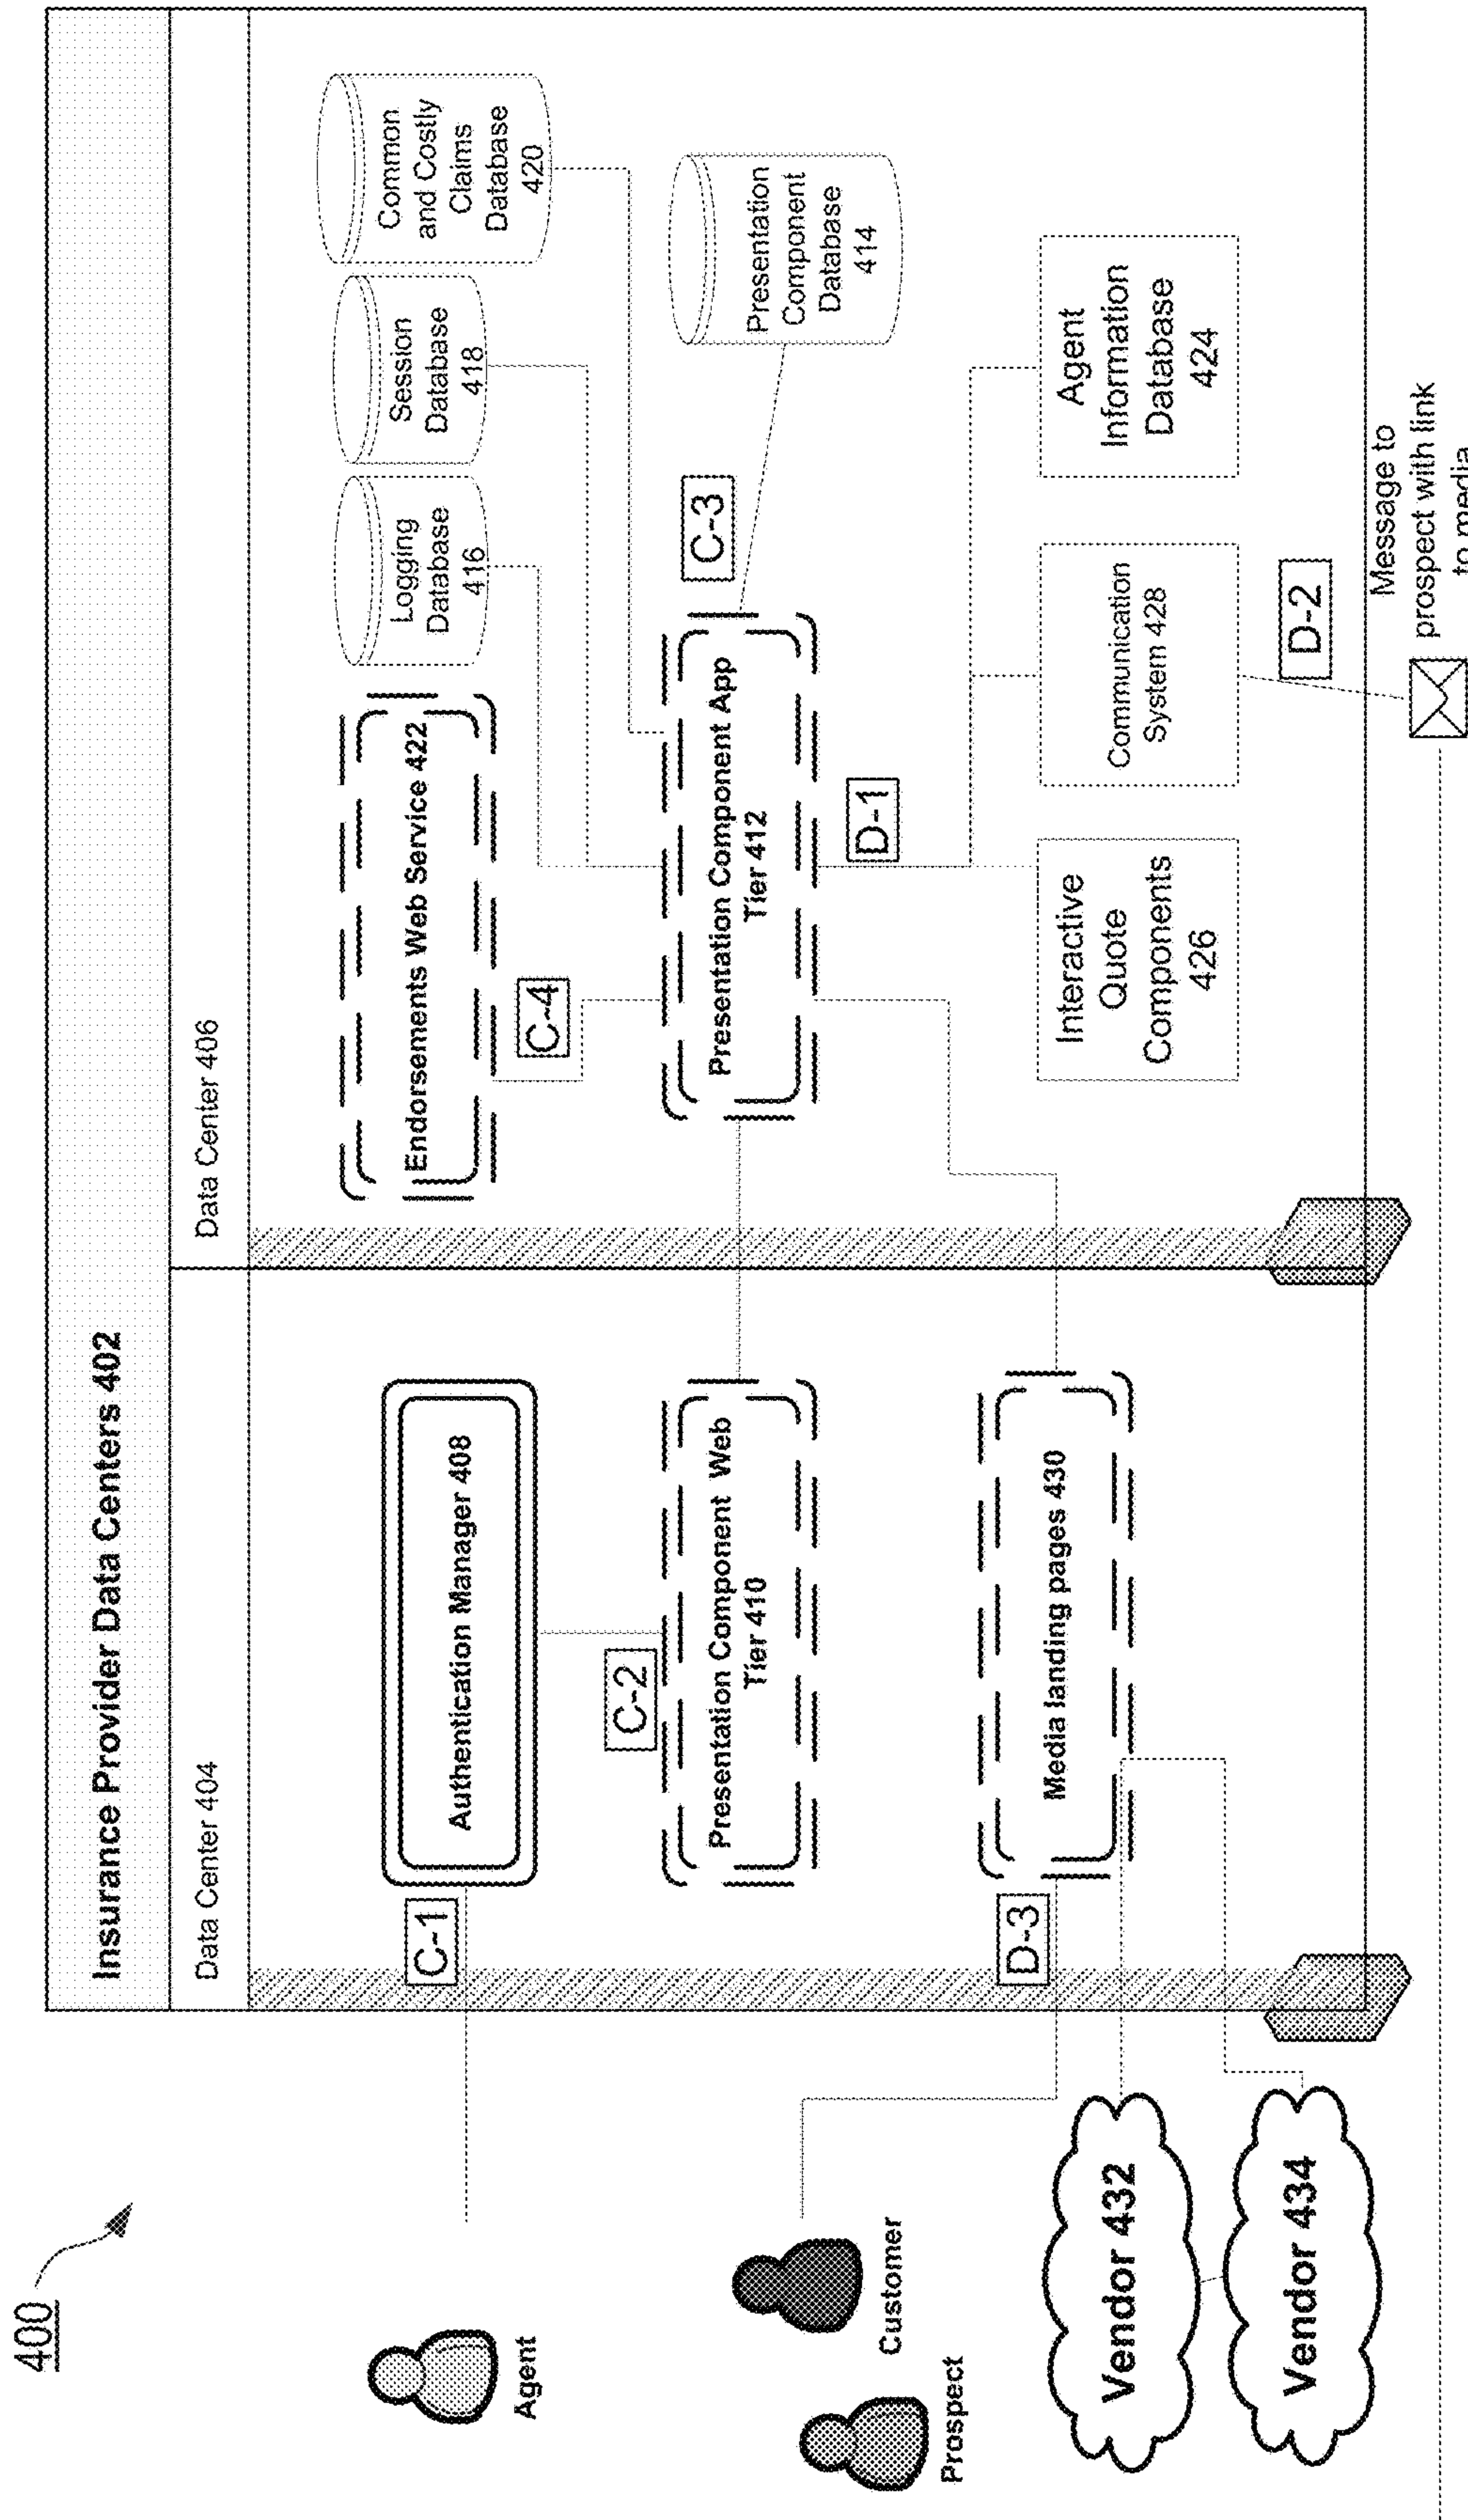 400
Insurance Provider Data Centers 402
Data Center 404
Data Center 406
Agent
C-1
Authentication Manager 408
C-2
Presentation Component Web
Tier 410
Endorsements Web Service 422
C-4
Logging
Database
416
Session
Database
418
Common
and Costly
Claims
Database
420
Presentation Component App
Tier 412
C-3
Presentation
Component
Database
414
Customer
Prospect
D-3
Media landing pages 430
D-1
Interactive
Quote
Components
426
Communication
System 428
Agent
Information
Database
424
D-2
Vendor 432
Vendor 434
Message to
prospect with link
to media